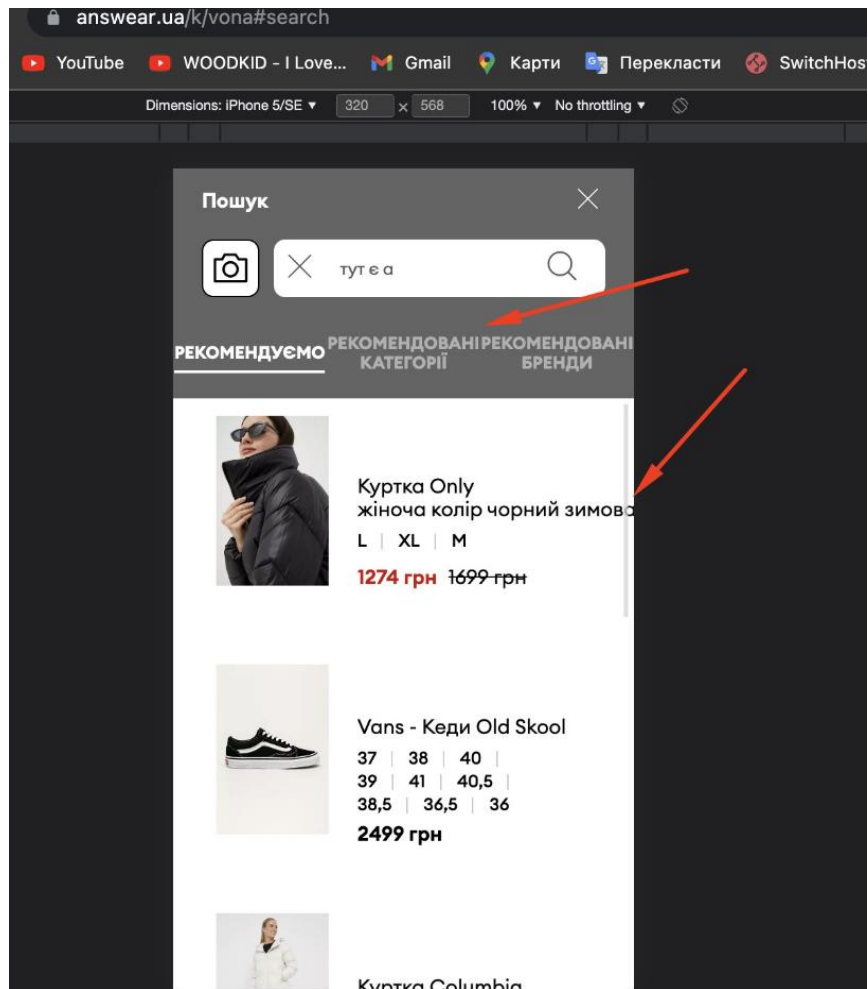 answear.ua/k/vona#search
YouTube WOODKID - I Love... Gmail Карти Перекласти SwitchHos
Dimensions: iPhone 5/SE ▼ 320 × 568 100% ▼ No throttling ▼
Пошук
тут є а
РЕКОМЕНДУЄМО
РЕКОМЕНДОВАНІ
КАТЕГОРІЇ
РЕКОМЕНДОВАНІ
БРЕНДИ
Куртка Only
жіноча колір чорний зимова
L | XL | M
1274 грн 1699 грн
Vans - Кеди Old Skool
37 | 38 | 40 |
39 | 41 | 40,5 |
38,5 | 36,5 | 36
2499 грн
Куртка Columbia